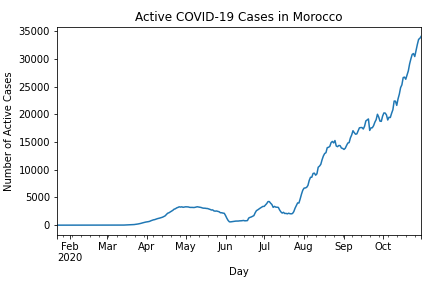 Active COVID-19 Cases in Morocco
Number of Active Cases
35000
30000
25000
20000
15000
10000
5000
0
Feb Mar Apr May Jun Jul Aug Sep Oct
2020
Day